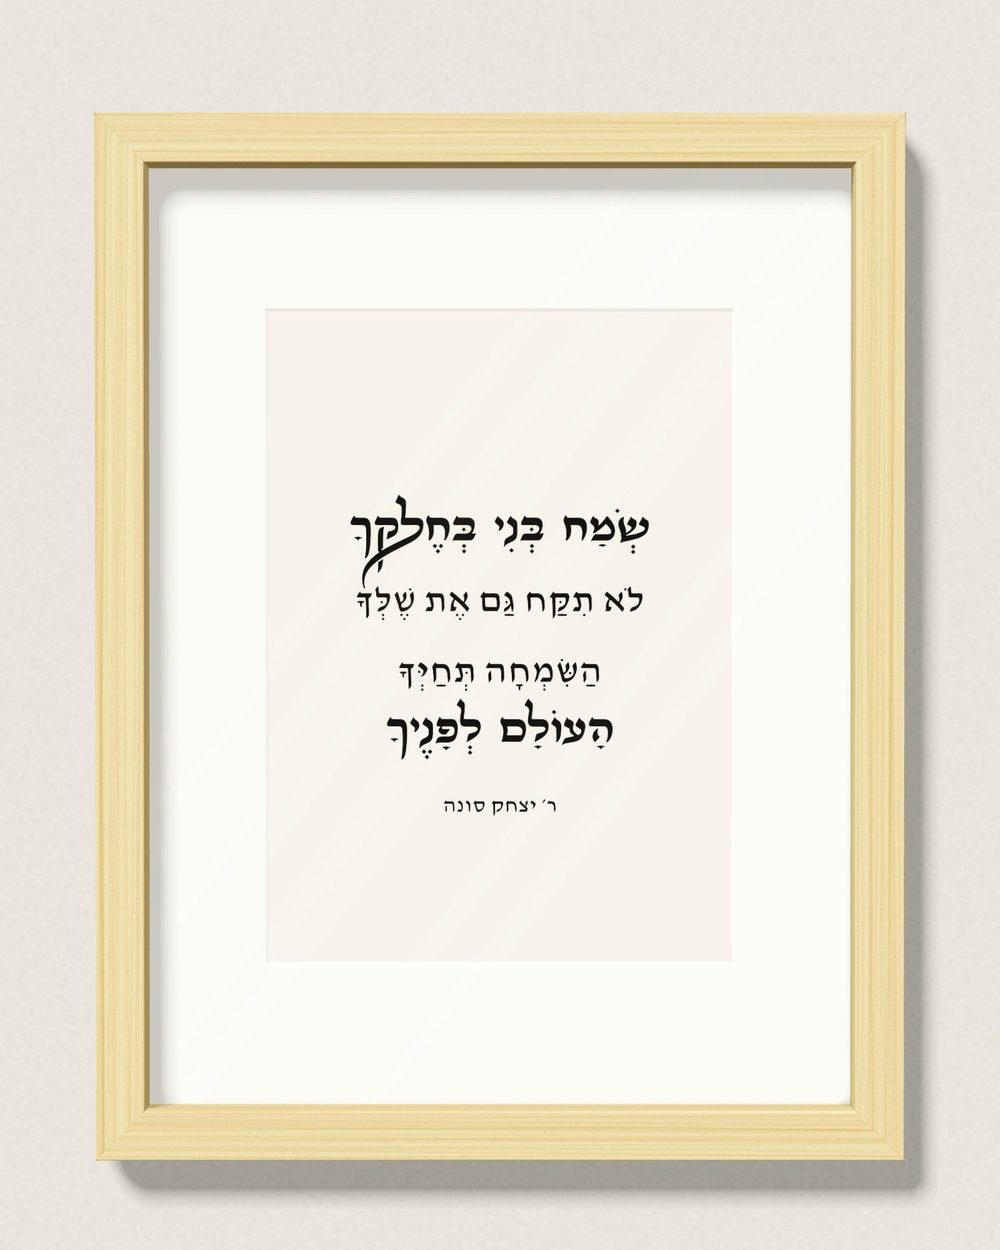 שְֹמַח בְּנִי בְּחֶלְקְךָ
לֹא תִקַּח גַּם אֶת שֶׁלְּךָ
הַשִּׂמְחָה תְּחַיְּךָ
הָעוֹלָם לְפָנֶיךָ
ר׳ יצחק סונה